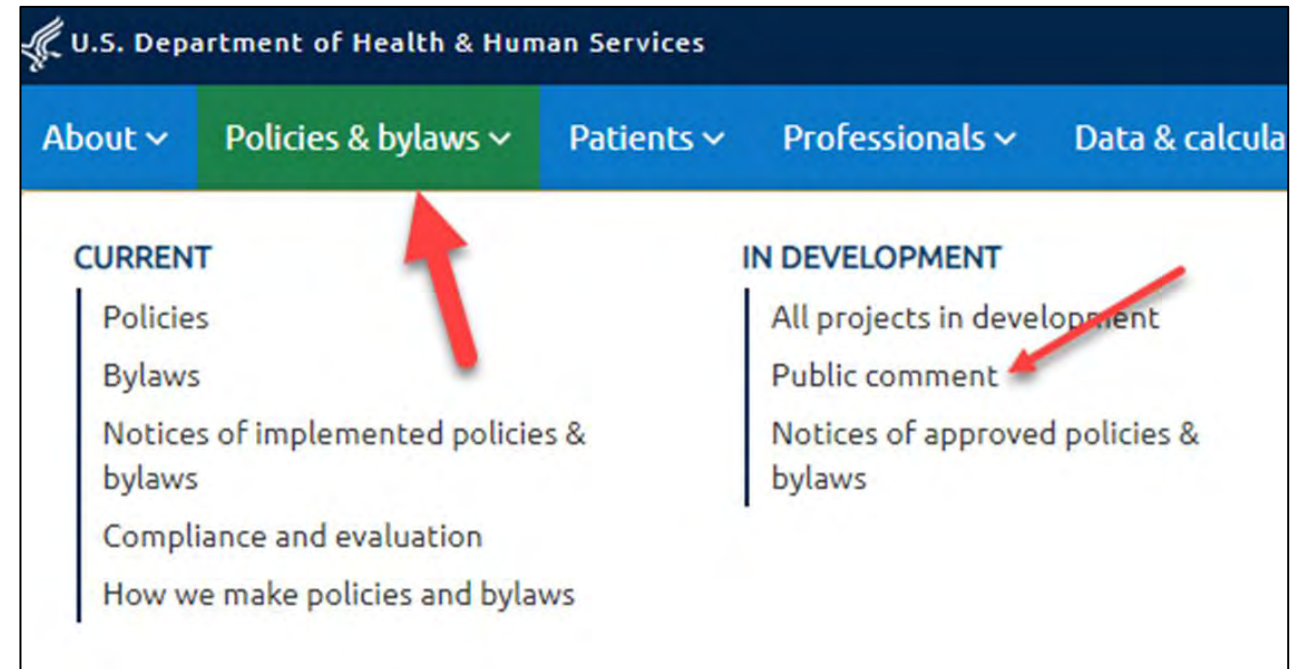 U.S. Department of Health & Human Services
About Policies & bylaws Patients Professionals Data & calcula
CURRENT
Policies
Bylaws
Notices of implemented policies &
bylaws
Compliance and evaluation
How we make policies and bylaws
IN DEVELOPMENT
All projects in development
Public comment
Notices of approved policies &
bylaws